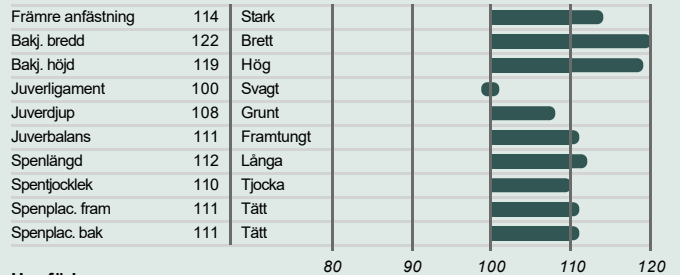 Främre anfästning 114 Stark
Bakj. bredd 122 Brett
Bakj. höjd 119 Hög
Juverligament 100 Svagt
Juverdjup 108 Grunt
Juverbalans 111 Framtungt
Spenlängd 112 Långa
Spentjocklek 110 Tjocka
Spenplac. fram 111 Tätt
Spenplac. bak 111 Tätt
80 90 100 110 120